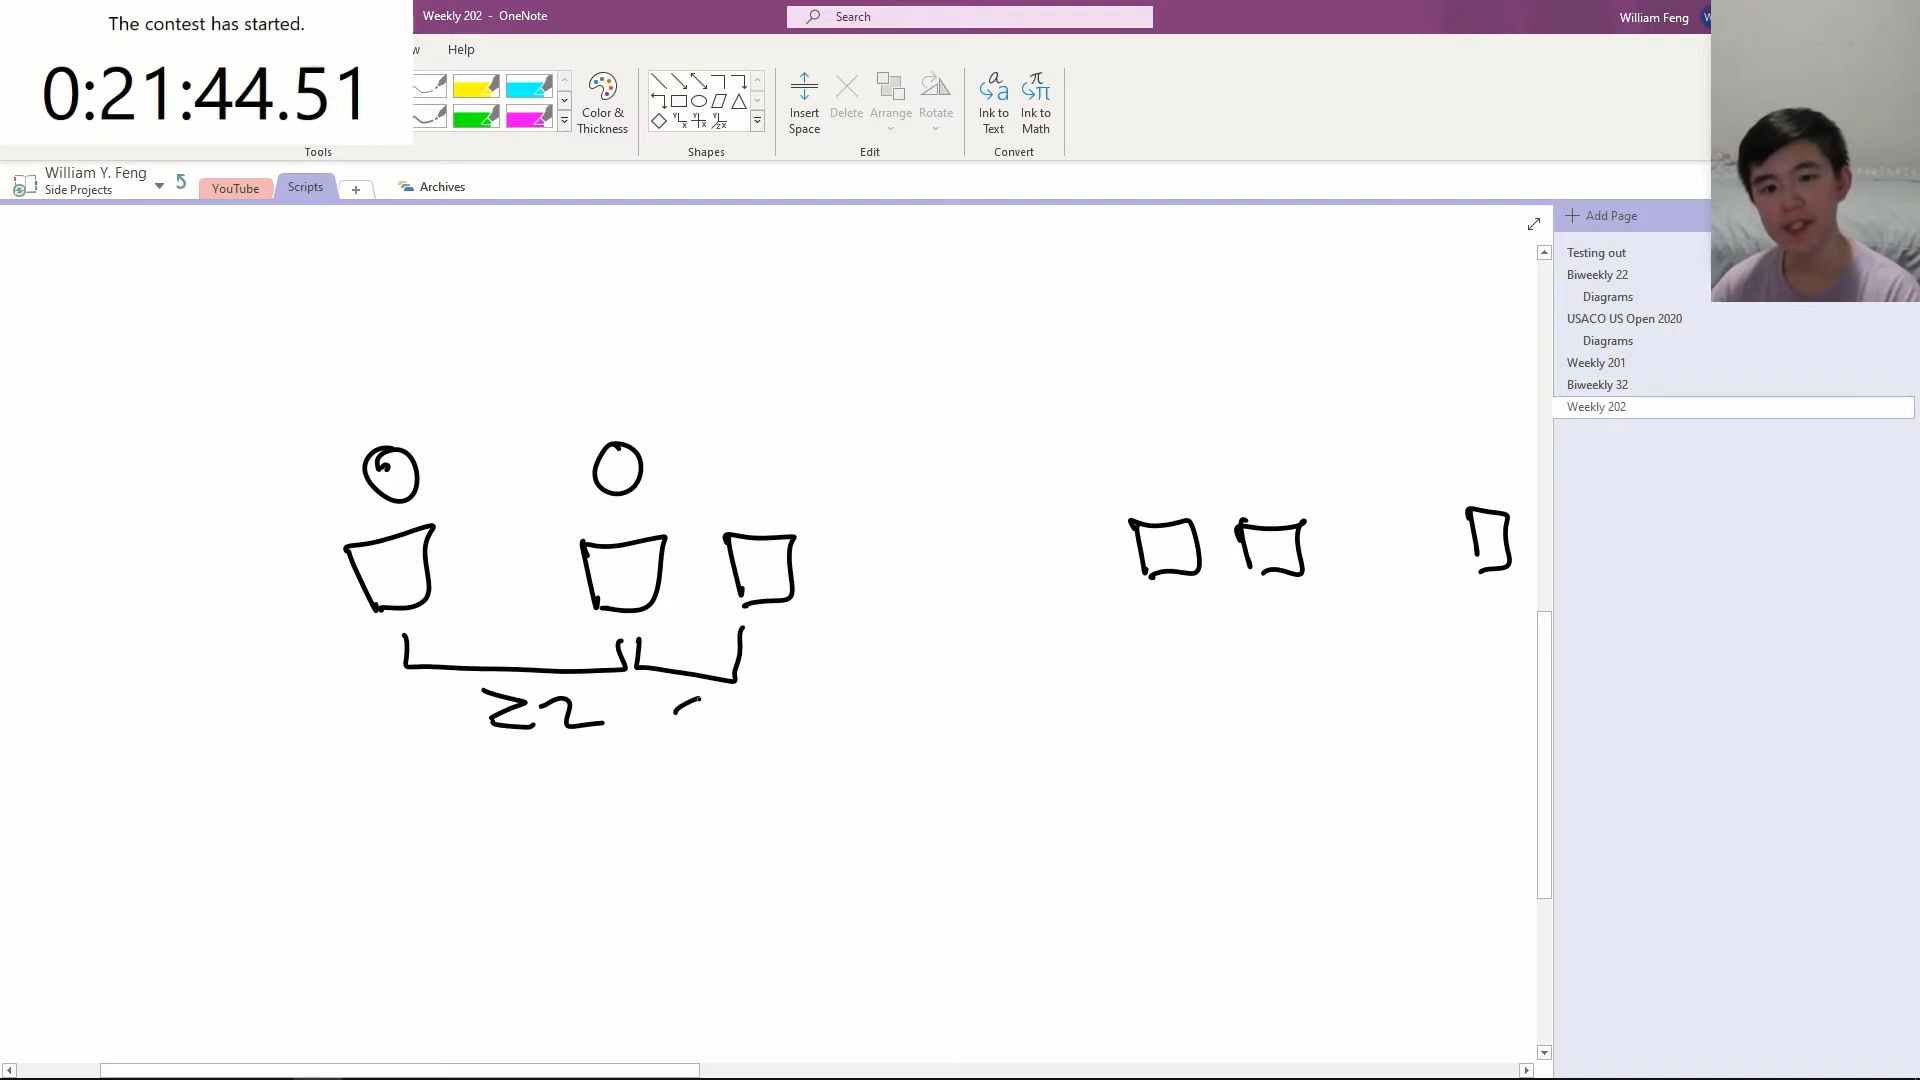 The contest has started.
0:21:44.51
Weekly 202 - OneNote
Search
William Feng
Help
Color & Thickness
Insert Space
Delete
Arrange
Rotate
Ink to Text
Ink to Math
Tools
Shapes
Edit
Convert
William Y. Feng
Side Projects
YouTube
Scripts
Archives
Add Page
Testing out
Biweekly 22
Diagrams
USACO US Open 2020
Diagrams
Weekly 201
Biweekly 32
Weekly 202